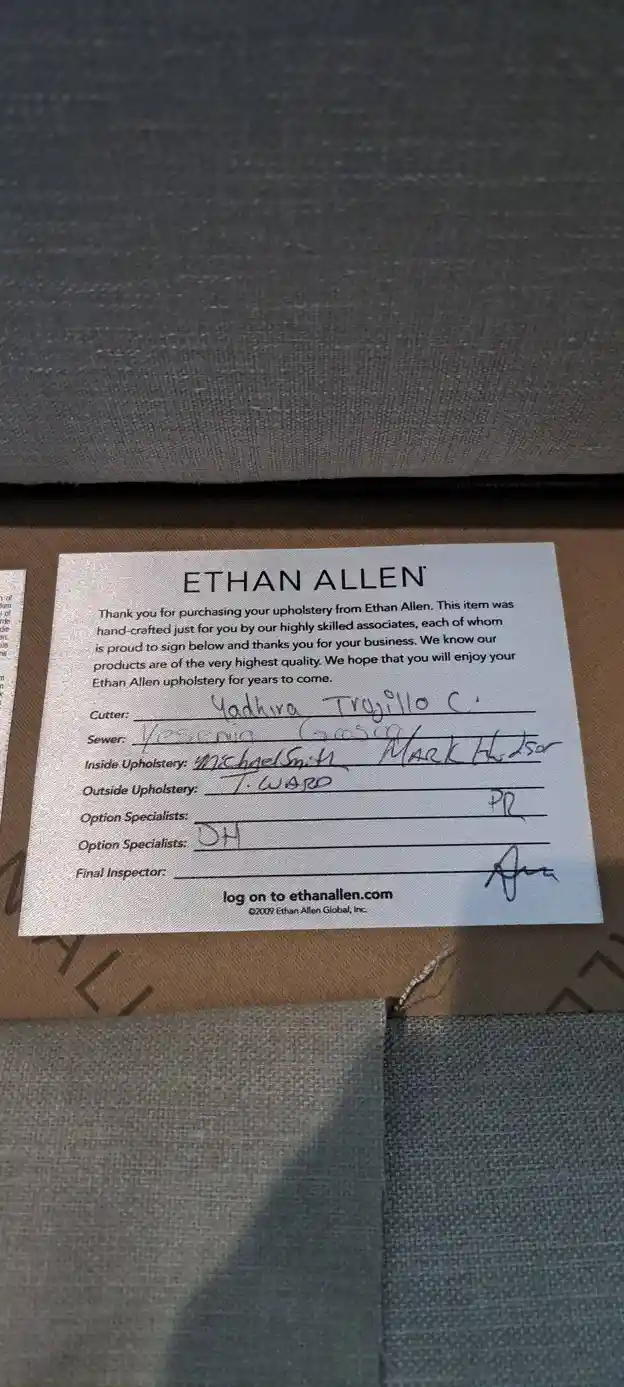 ETHAN ALLEN
Thank you for purchasing your upholstery from Ethan Allen. This item was
hand-crafted just for you by our highly skilled associates, each of whom
is proud to sign below and thanks you for your business. We know our
products are of the very highest quality. We hope that you will enjoy your
Ethan Allen upholstery for years to come.
Cutter: Yadhira Trujillo C.
Sewer: Yesenia
Inside Upholstery: Michael Smith Mark Hudson
Outside Upholstery: T. WARD
Option Specialists: PR
Option Specialists: DH
Final Inspector:
log on to ethanallen.com
©2009 Ethan Allen Global, Inc.
ALL